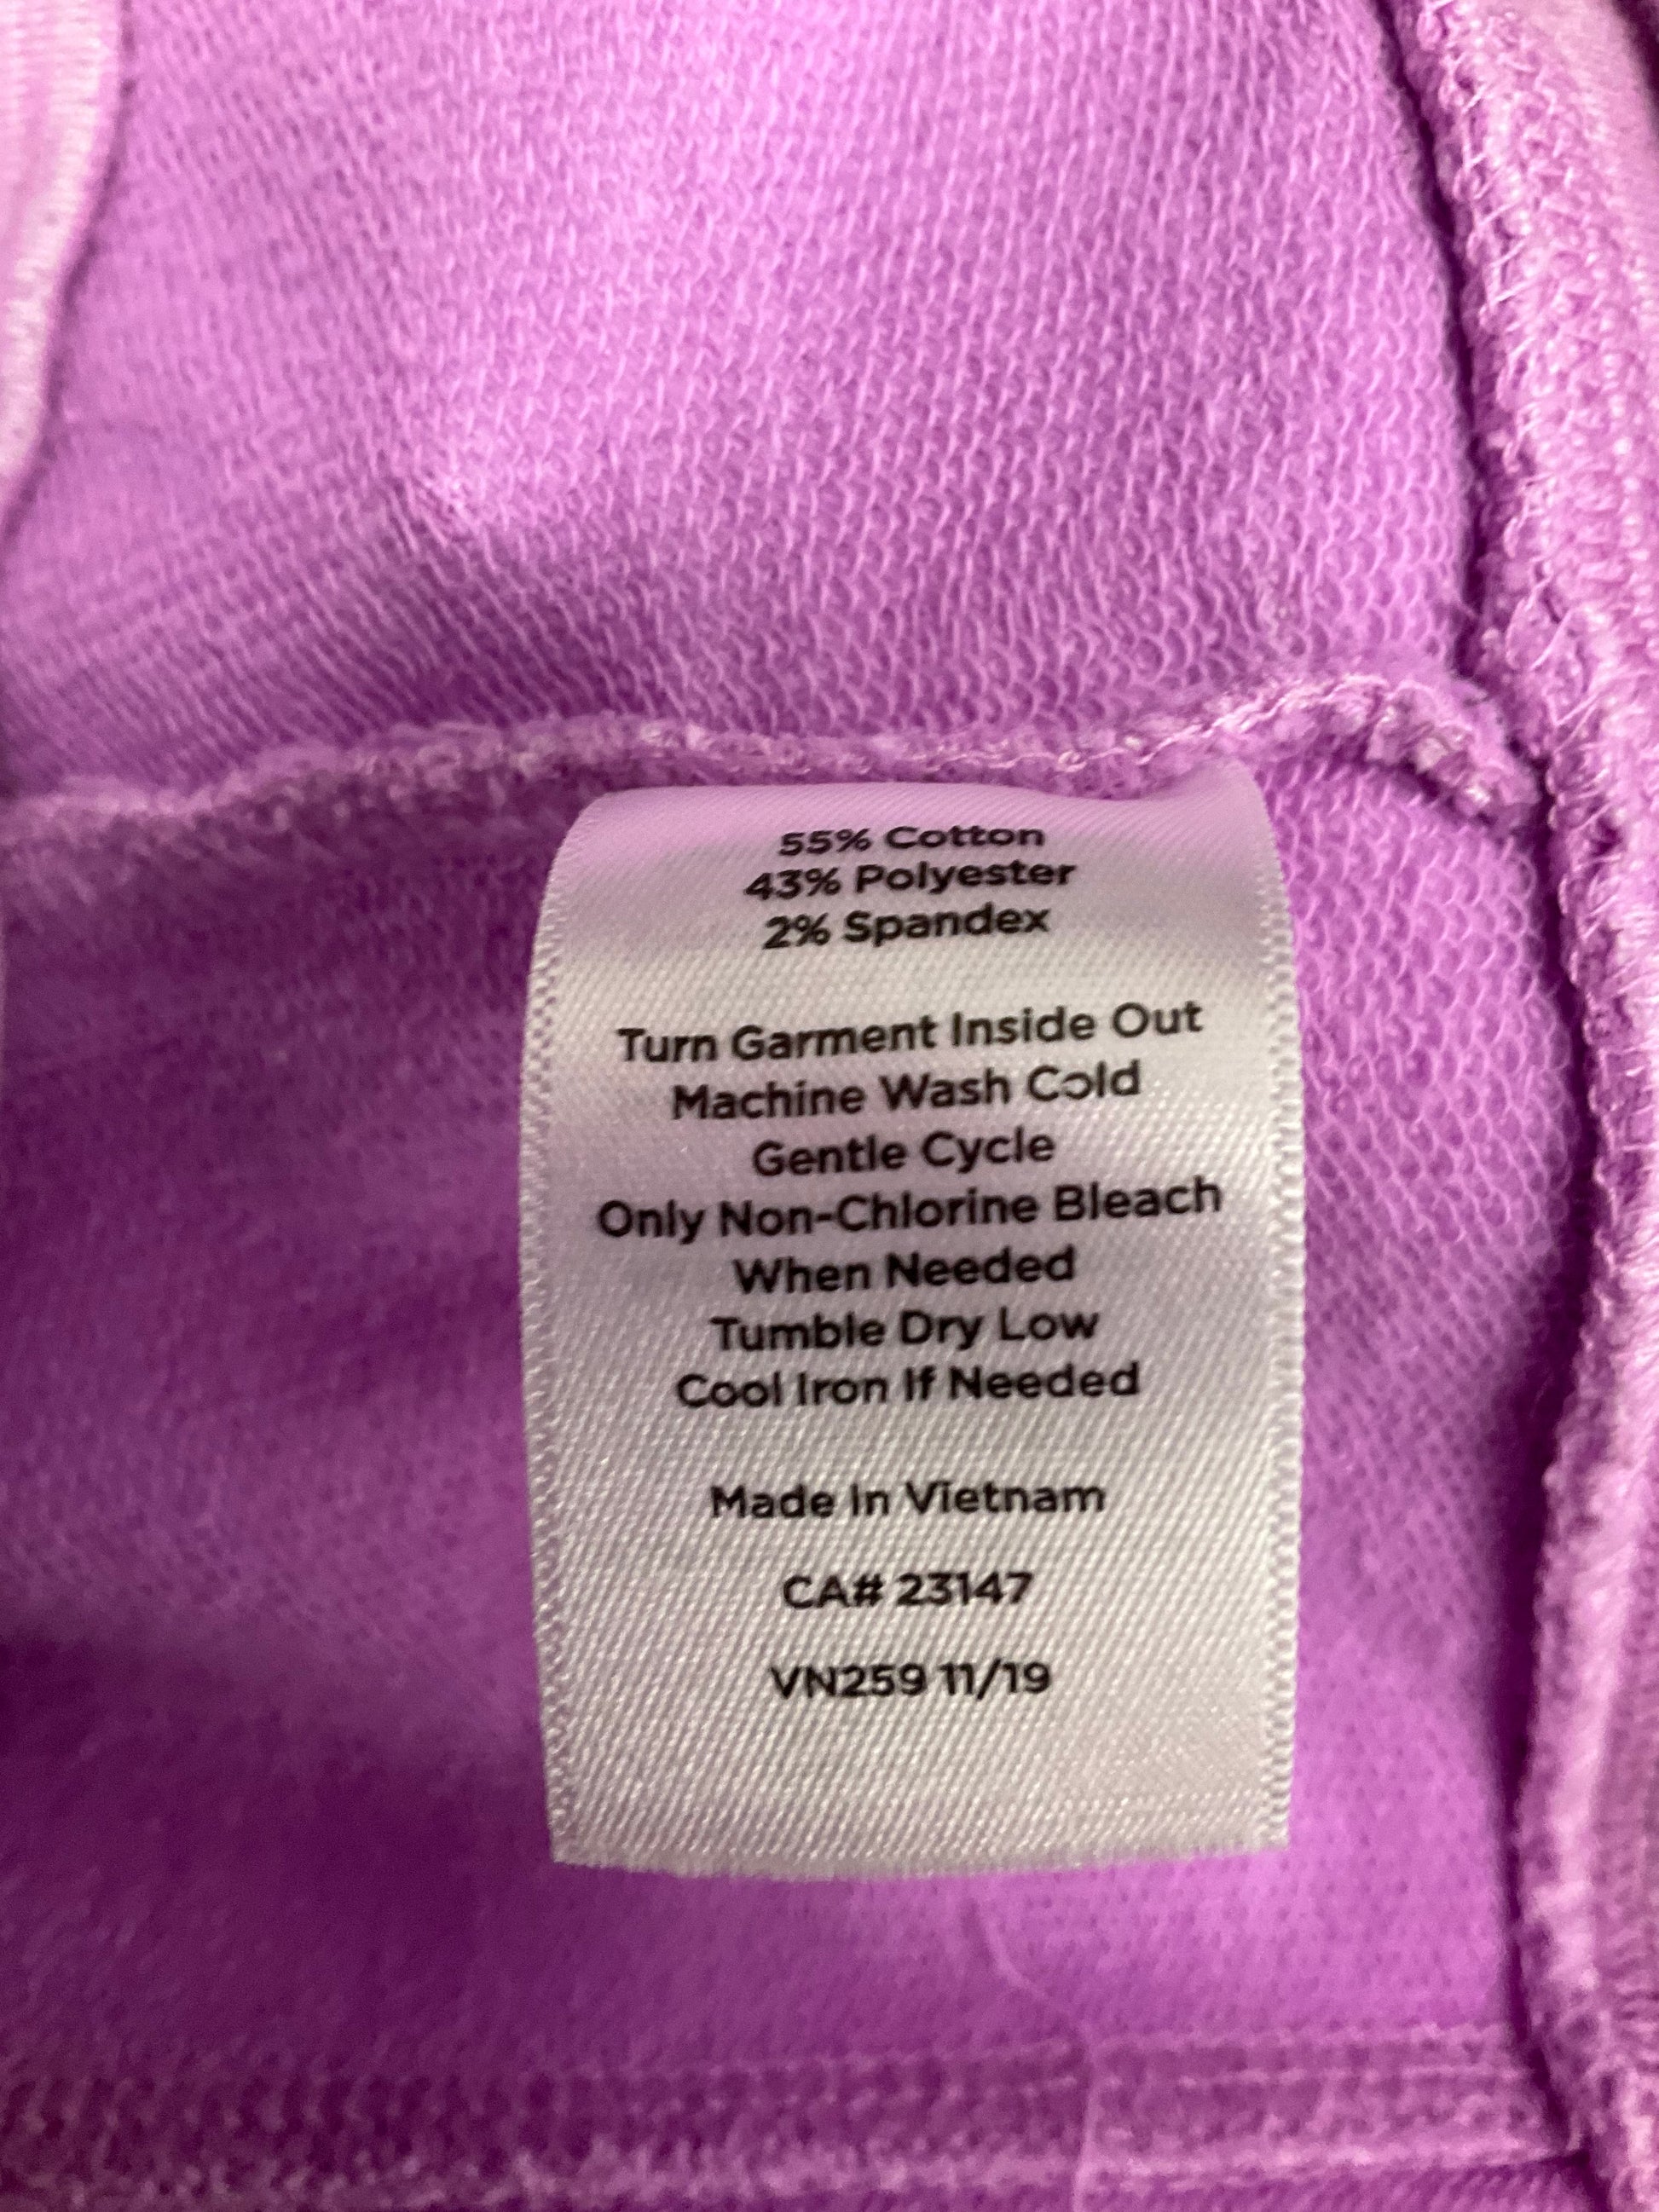 55% Cotton
43% Polyester
2% Spandex
Turn Garment Inside Out
Machine Wash Cold
Gentle Cycle
Only Non-Chlorine Bleach
When Needed
Tumble Dry Low
Cool Iron If Needed
Made In Vietnam
CA# 23147
VN259 11/19